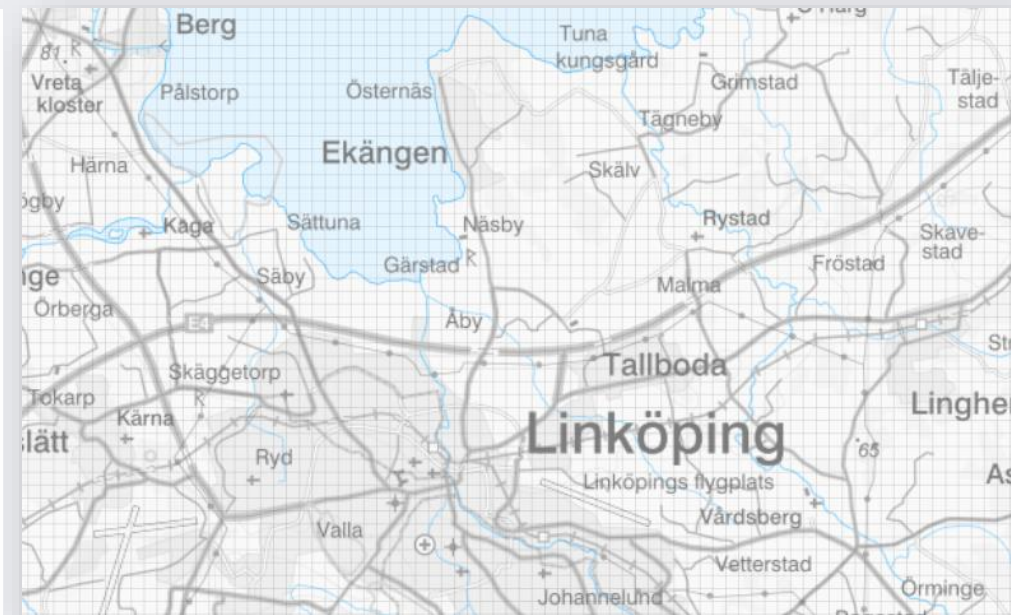 Berg
Tuna
kungsgård
81
Vreta
kloster
Pålstorp
Östernäs
Grimstad
Tälje-
stad
Tägneby
Ekängen
Härna
Skälv
Kaga
Sättuna
Näsby
Rystad
Skave-
stad
Gärstad
Fröstad
Säby
Malma
Örberga
Åby
E4
Skäggetorp
Tallboda
Tokarp
Kärna
Linköping
65
Ryd
Linköpings flygplats
Valla
Vårdsberg
Vetterstad
Johannelund
Örminge